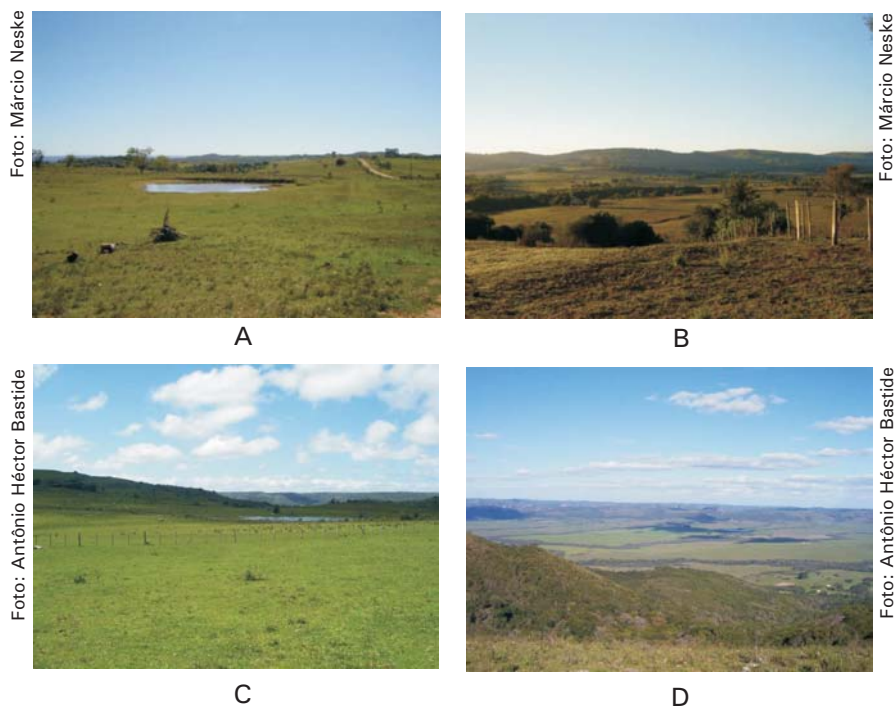 Foto: Márcio Neske
Foto: Márcio Neske
A
B
Foto: Antônio Héctor Bastide
Foto: Antônio Héctor Bastide
C
D